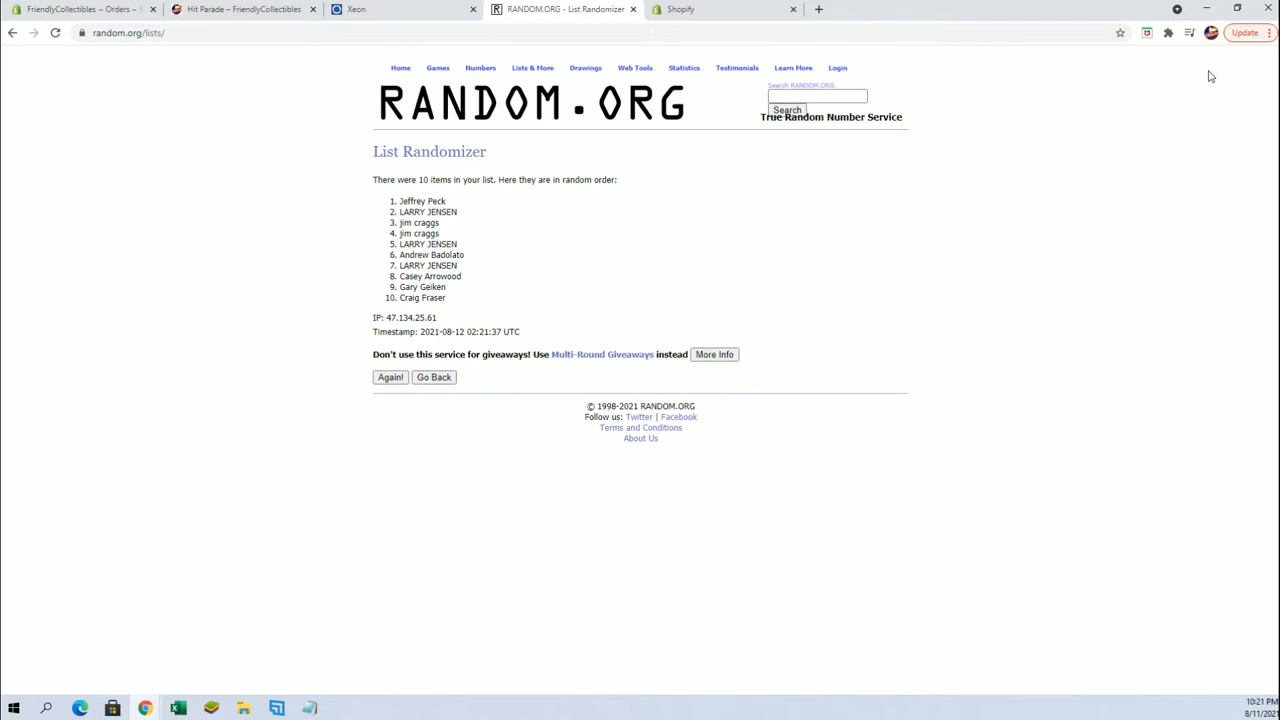 FriendlyCollectibles ~ Orders ~ S
Hit Parade – FriendlyCollectibles
Xeon
RANDOM.ORG - List Randomizer
Shopify
random.org/lists/
Update
Home Games Numbers Lists & More Drawings Web Tools Statistics Testimonials Learn More Login
Search RANDOM.ORG
RANDOM.ORG
Search
True Random Number Service
List Randomizer
There were 10 items in your list. Here they are in random order:
1. Jeffrey Peck
2. LARRY JENSEN
3. jim craggs
4. jim craggs
5. LARRY JENSEN
6. Andrew Badolato
7. LARRY JENSEN
8. Casey Arrowood
9. Gary Geiken
10. Craig Fraser
IP: 47.134.25.61
Timestamp: 2021-08-12 02:21:37 UTC
Don't use this service for giveaways! Use Multi-Round Giveaways instead More Info
Again! Go Back
© 1998-2021 RANDOM.ORG
Follow us: Twitter | Facebook
Terms and Conditions
About Us
10:21 PM
8/11/2021